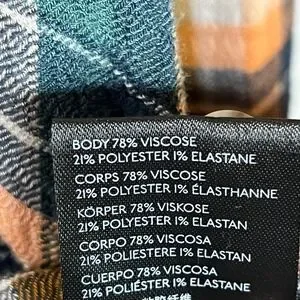 BODY 78% VISCOSE
21% POLYESTER 1% ELASTANE
CORPS 78% VISCOSE
21% POLYESTER 1% ÉLASTHANNE
KÖRPER 78% VISKOSE
21% POLYESTER 1% ELASTAN
CORPO 78% VISCOSA
21% POLIESTERE 1% ELASTAN
CUERPO 78% VISCOSA
21% POLIÉSTER 1% ELASTAN